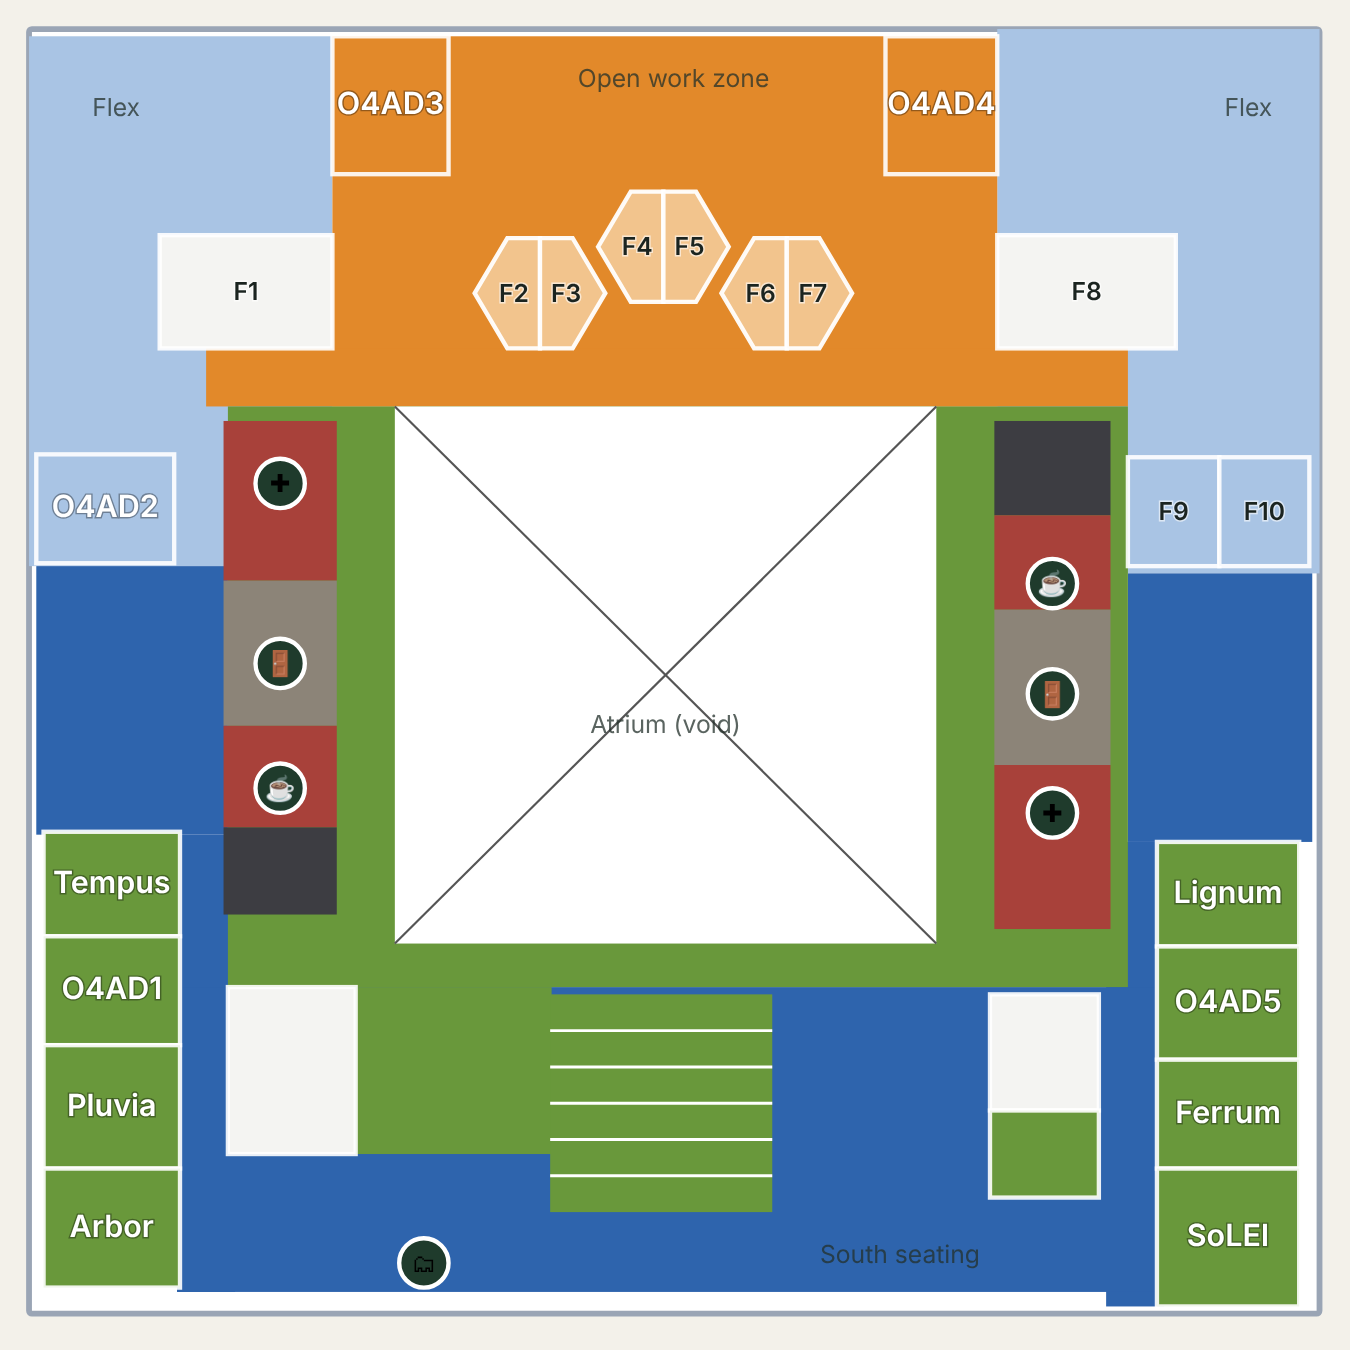 Open work zone
Flex
O4AD3
O4AD4
Flex
F4
F5
F1
F2
F3
F6
F7
F8
O4AD2
F9
F10
Atrium (void)
Tempus
Lignum
O4AD1
O4AD5
Pluvia
Ferrum
Arbor
SoLEI
South seating